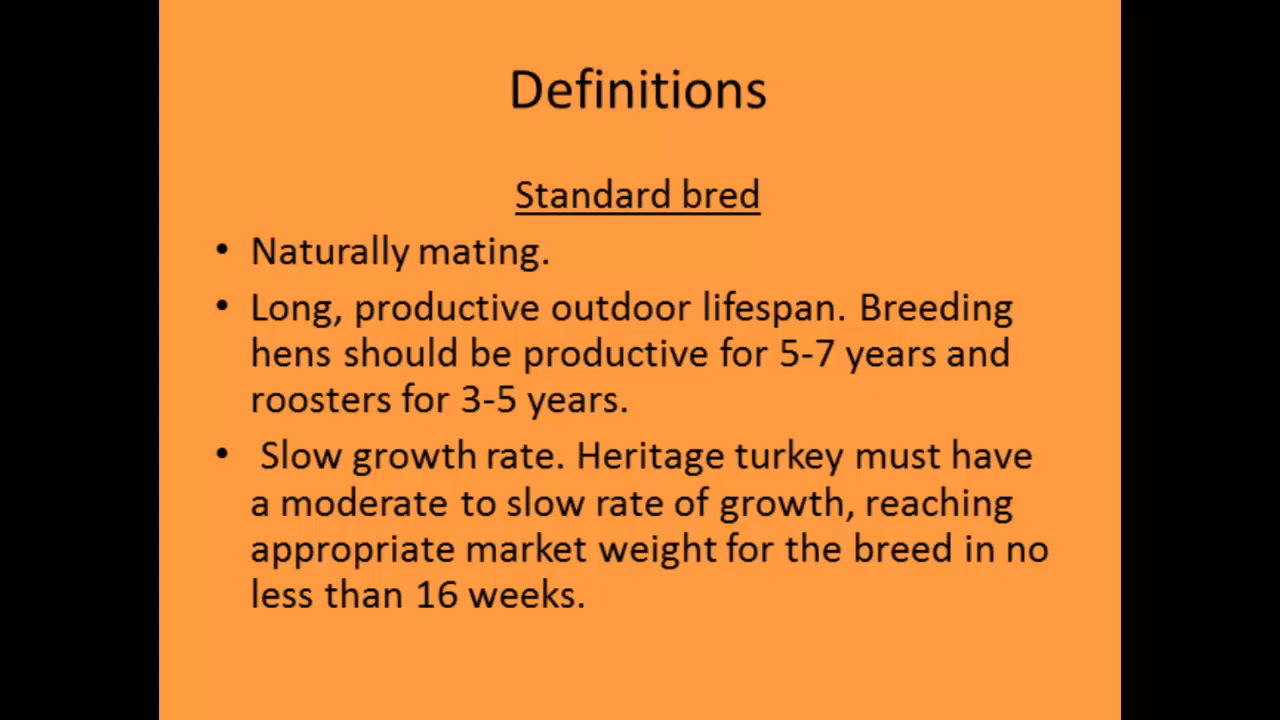 Definitions
Standard bred
• Naturally mating.
• Long, productive outdoor lifespan. Breeding
hens should be productive for 5-7 years and
roosters for 3-5 years.
• Slow growth rate. Heritage turkey must have
a moderate to slow rate of growth, reaching
appropriate market weight for the breed in no
less than 16 weeks.